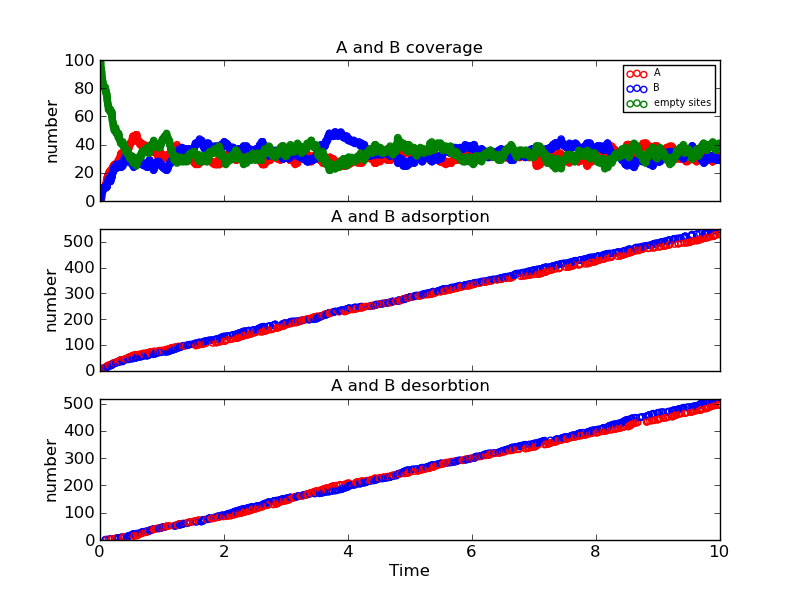 A and B coverage
100
80
60
40
20
0
number
A
B
empty sites
A and B adsorption
500
400
300
200
100
0
number
A and B desorbtion
500
400
300
200
100
0
number
0 2 4 6 8 10
Time